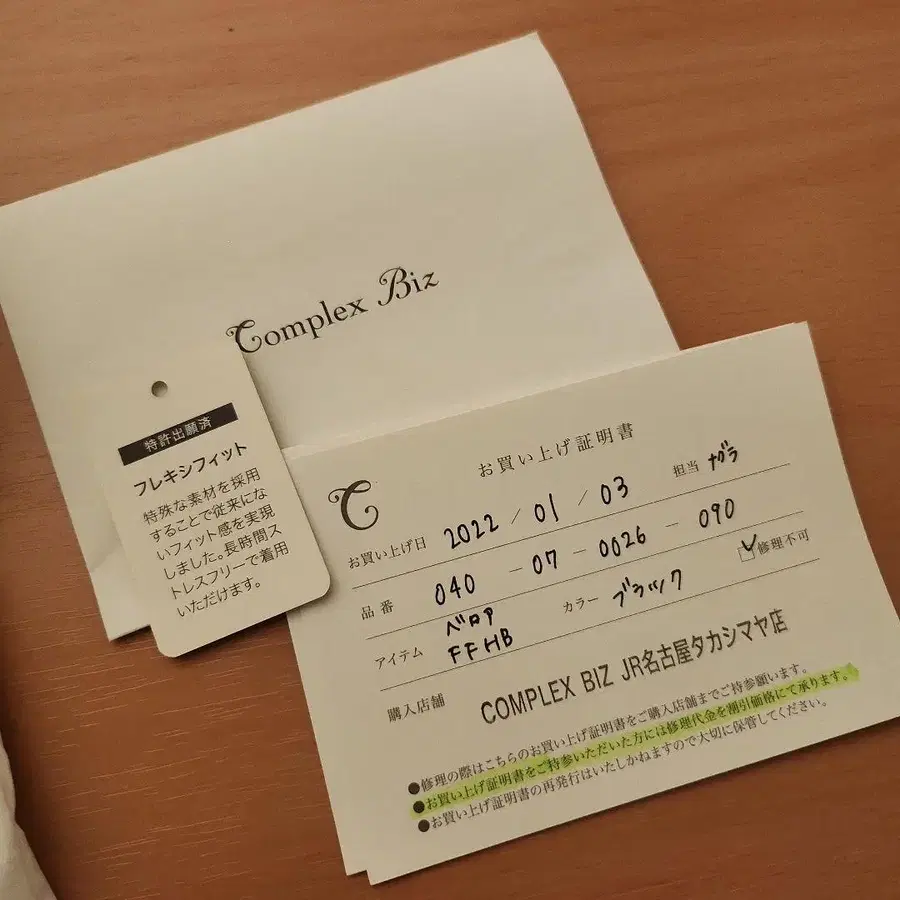 Complex Biz
特許出願済
フレキシフィット
特殊な素材を採用
することで従来にな
いフィット感を実現
しました。長時間ス
トレスフリーで着用
いただけます。
C
お買い上げ証明書
担当 ナグラ
お買い上げ日 2022 / 01 / 03
品番 040 - 07 - 0026 - 090
修理不可
アイテム ベロア
FFHB
カラー ブラック
購入店舗 COMPLEX BIZ JR名古屋タカシマヤ店
●修理の際はこちらのお買い上げ証明書をご購入店舗までご持参願います。
●お買い上げ証明書をご持参いただいた方には修理代金を割引価格にて承ります。
●お買い上げ証明書の再発行はいたしかねますので大切に保管してください。